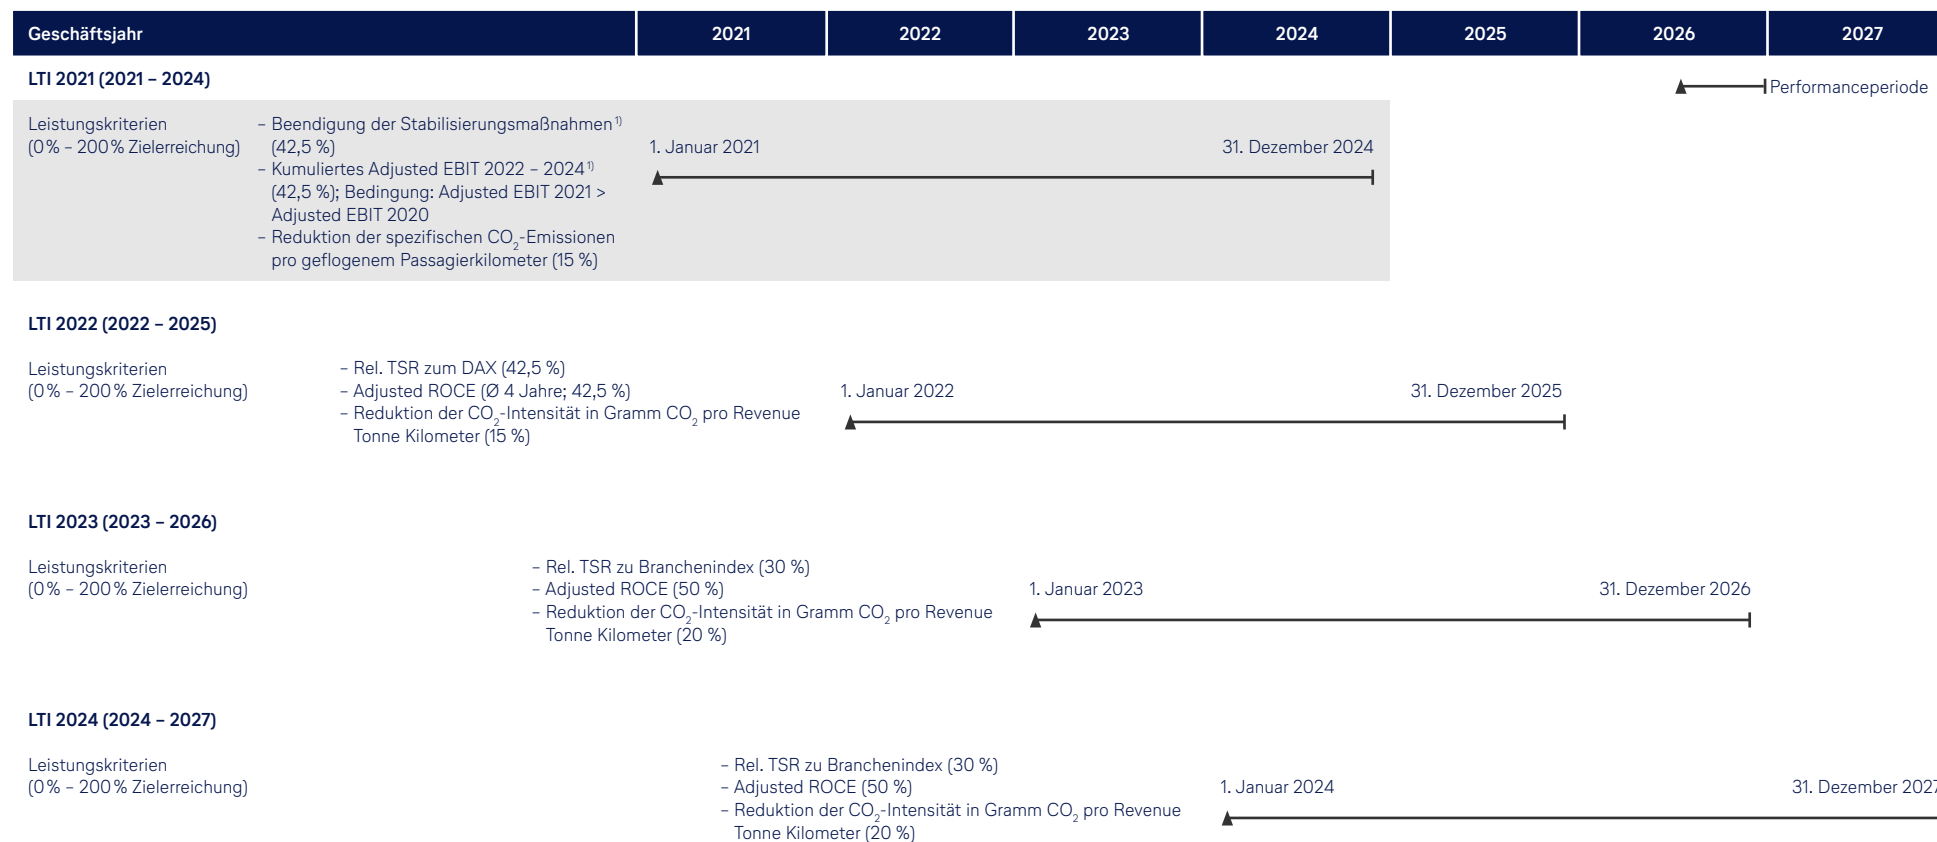 Geschäftsjahr 2021 2022 2023 2024 2025 2026 2027
LTI 2021 (2021 – 2024)
Performanceperiode
Leistungskriterien
(0 % – 200 % Zielerreichung)
– Beendigung der Stabilisierungsmaßnahmen 1)
(42,5 %)
– Kumuliertes Adjusted EBIT 2022 – 2024 1)
(42,5 %); Bedingung: Adjusted EBIT 2021 >
Adjusted EBIT 2020
– Reduktion der spezifischen CO₂-Emissionen
pro geflogenem Passagierkilometer (15 %)
1. Januar 2021 31. Dezember 2024
LTI 2022 (2022 – 2025)
Leistungskriterien
(0 % – 200 % Zielerreichung)
– Rel. TSR zum DAX (42,5 %)
– Adjusted ROCE (Ø 4 Jahre; 42,5 %)
– Reduktion der CO₂-Intensität in Gramm CO₂ pro Revenue
Tonne Kilometer (15 %)
1. Januar 2022 31. Dezember 2025
LTI 2023 (2023 – 2026)
Leistungskriterien
(0 % – 200 % Zielerreichung)
– Rel. TSR zu Branchenindex (30 %)
– Adjusted ROCE (50 %)
– Reduktion der CO₂-Intensität in Gramm CO₂ pro Revenue
Tonne Kilometer (20 %)
1. Januar 2023 31. Dezember 2026
LTI 2024 (2024 – 2027)
Leistungskriterien
(0 % – 200 % Zielerreichung)
– Rel. TSR zu Branchenindex (30 %)
– Adjusted ROCE (50 %)
– Reduktion der CO₂-Intensität in Gramm CO₂ pro Revenue
Tonne Kilometer (20 %)
1. Januar 2024 31. Dezember 2027